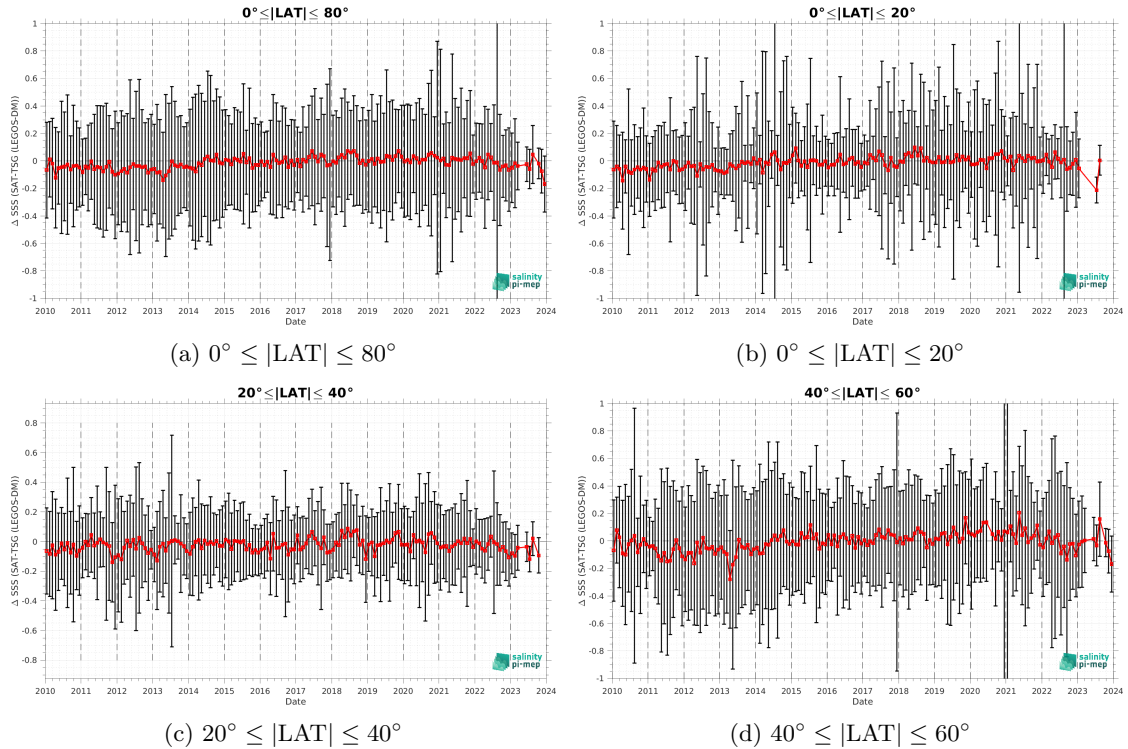 0°≤|LAT|≤ 80°
Δ SSS (SAT-TSG (LEGOS-DM))
1
0.8
0.6
0.4
0.2
0
-0.2
-0.4
-0.6
-0.8
-1
2010 2011 2012 2013 2014 2015 2016 2017 2018 2019 2020 2021 2022 2023 2024
Date
salinity
pi-mep
(a) 0° ≤ |LAT| ≤ 80°
0°≤|LAT|≤ 20°
Δ SSS (SAT-TSG (LEGOS-DM))
1
0.8
0.6
0.4
0.2
0
-0.2
-0.4
-0.6
-0.8
-1
2010 2011 2012 2013 2014 2015 2016 2017 2018 2019 2020 2021 2022 2023 2024
Date
salinity
pi-mep
(b) 0° ≤ |LAT| ≤ 20°
20°≤|LAT|≤ 40°
Δ SSS (SAT-TSG (LEGOS-DM))
0.8
0.6
0.4
0.2
0
-0.2
-0.4
-0.6
-0.8
2010 2011 2012 2013 2014 2015 2016 2017 2018 2019 2020 2021 2022 2023 2024
Date
salinity
pi-mep
(c) 20° ≤ |LAT| ≤ 40°
40°≤|LAT|≤ 60°
Δ SSS (SAT-TSG (LEGOS-DM))
1
0.8
0.6
0.4
0.2
0
-0.2
-0.4
-0.6
-0.8
-1
2010 2011 2012 2013 2014 2015 2016 2017 2018 2019 2020 2021 2022 2023 2024
Date
salinity
pi-mep
(d) 40° ≤ |LAT| ≤ 60°